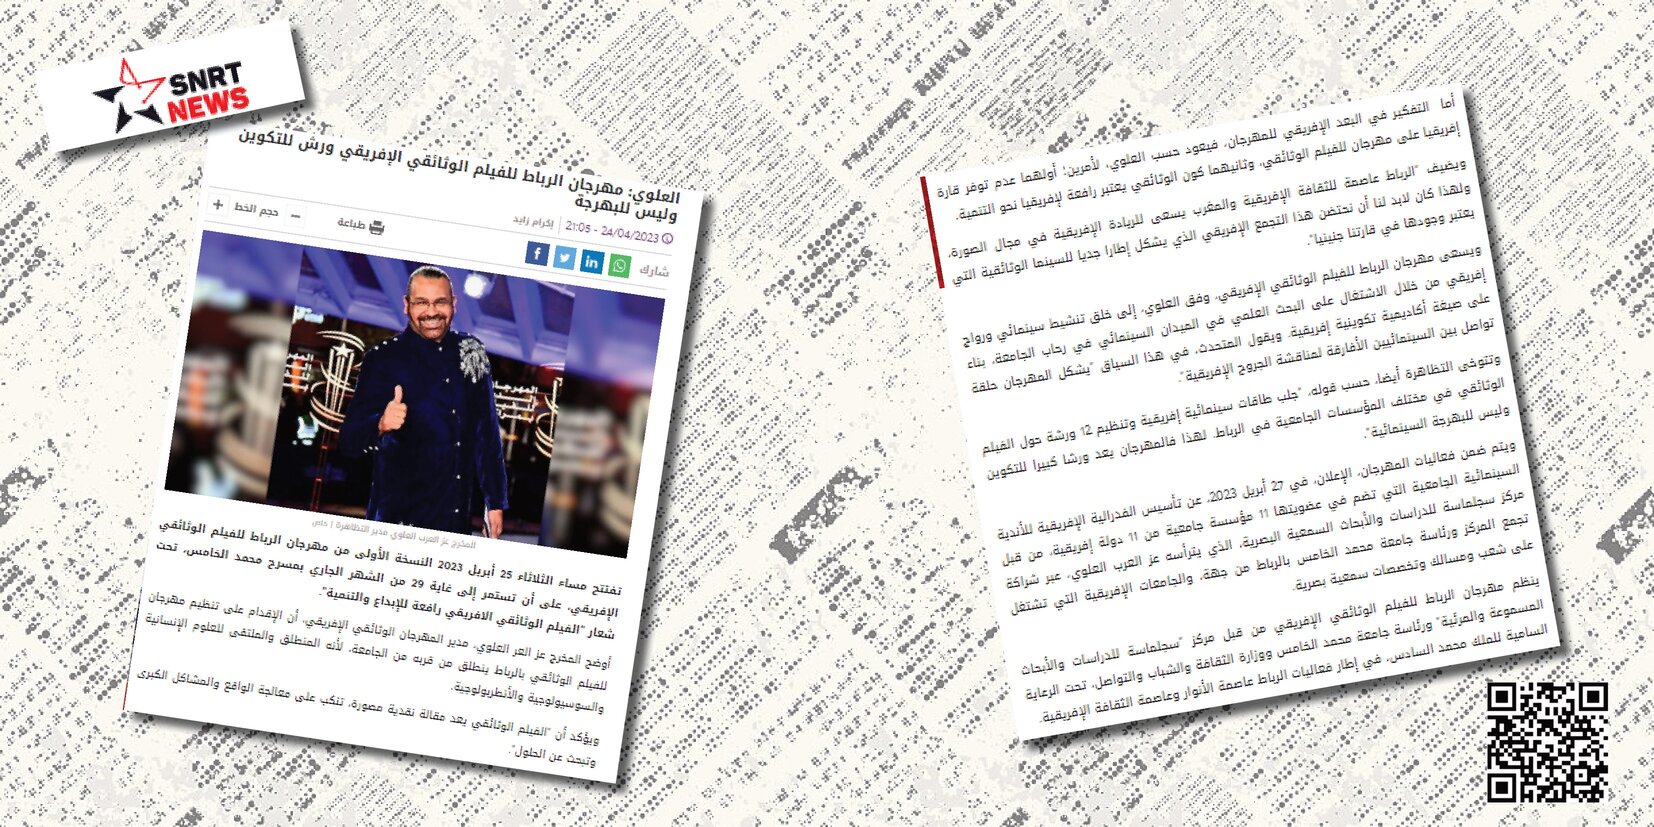 SNRT
NEWS
العلوي: مهرجان الرباط للفيلم الوثائقي الإفريقي ورش للتكوين
وليس للبهرجة
24/04/2023 - 21:05 | إكرام زايد
طباعة
حجم الخط
شارك
المخرج عز العرب العلوي مدير التظاهرة | خاص
تفتتح مساء الثلاثاء 25 أبريل 2023 النسخة الأولى من مهرجان الرباط للفيلم الوثائقي
الإفريقي، على أن تستمر إلى غاية 29 من الشهر الجاري بمسرح محمد الخامس، تحت
شعار "الفيلم الوثائقي الافريقي رافعة للإبداع والتنمية".
أوضح المخرج عز العر العلوي، مدير المهرجان الوثائقي الإفريقي، أن الإقدام على تنظيم مهرجان
للفيلم الوثائقي بالرباط ينطلق من قربه من الجامعة، لأنه المنطلق والملتقى للعلوم الإنسانية
والسوسيولوجية والأنطربولوجية.
ويؤكد أن "الفيلم الوثائقي يعد مقالة نقدية مصورة، تنكب على معالجة الواقع والمشاكل الكبرى
وتبحث عن الحلول".
أما التفكير في البعد الإفريقي للمهرجان، فيعود حسب العلوي، لأمرين؛ أولهما عدم توفر قارة
إفريقيا على مهرجان للفيلم الوثائقي، وثانيهما كون الوثائقي يعتبر رافعة لإفريقيا نحو التنمية.
ويضيف "الرباط عاصمة للثقافة الإفريقية والمغرب يسعى للريادة الإفريقية في مجال الصورة،
ولهذا كان لابد لنا أن نحتضن هذا التجمع الإفريقي الذي يشكل إطارا جديا للسينما الوثائقية التي
يعتبر وجودها في قارتنا جنينيا".
ويسعى مهرجان الرباط للفيلم الوثائقي الإفريقي، وفق العلوي، إلى خلق تنشيط سينمائي ورواج
إفريقي من خلال الاشتغال على البحث العلمي في الميدان السينمائي في رحاب الجامعة، بناء
على صيغة أكاديمية تكوينية إفريقية. ويقول المتحدث، في هذا السياق "يشكل المهرجان حلقة
تواصل بين السينمائيين الأفارقة لمناقشة الجروح الإفريقية".
وتتوخى التظاهرة أيضا، حسب قوله، "جلب طاقات سينمائية إفريقية وتنظيم 12 ورشة حول الفيلم
الوثائقي في مختلف المؤسسات الجامعية في الرباط. لهذا فالمهرجان يعد ورشا كبيرا للتكوين
وليس للبهرجة السينمائية".
ويتم ضمن فعاليات المهرجان، الإعلان، في 27 أبريل 2023، عن تأسيس الفدرالية الإفريقية للأندية
السينمائية الجامعية التي تضم في عضويتها 11 مؤسسة جامعية من 11 دولة إفريقية، من قبل
مركز سجلماسة للدراسات والأبحاث السمعية البصرية، الذي يترأسه عز العرب العلوي، عبر شراكة
تجمع المركز ورئاسة جامعة محمد الخامس بالرباط من جهة، والجامعات الإفريقية التي تشتغل
على شعب ومسالك وتخصصات سمعية بصرية.
ينظم مهرجان الرباط للفيلم الوثائقي الإفريقي من قبل مركز "سجلماسة للدراسات والأبحاث
المسموعة والمرئية" ورئاسة جامعة محمد الخامس ووزارة الثقافة والشباب والتواصل، تحت الرعاية
السامية للملك محمد السادس، في إطار فعاليات الرباط عاصمة الأنوار وعاصمة الثقافة الإفريقية.